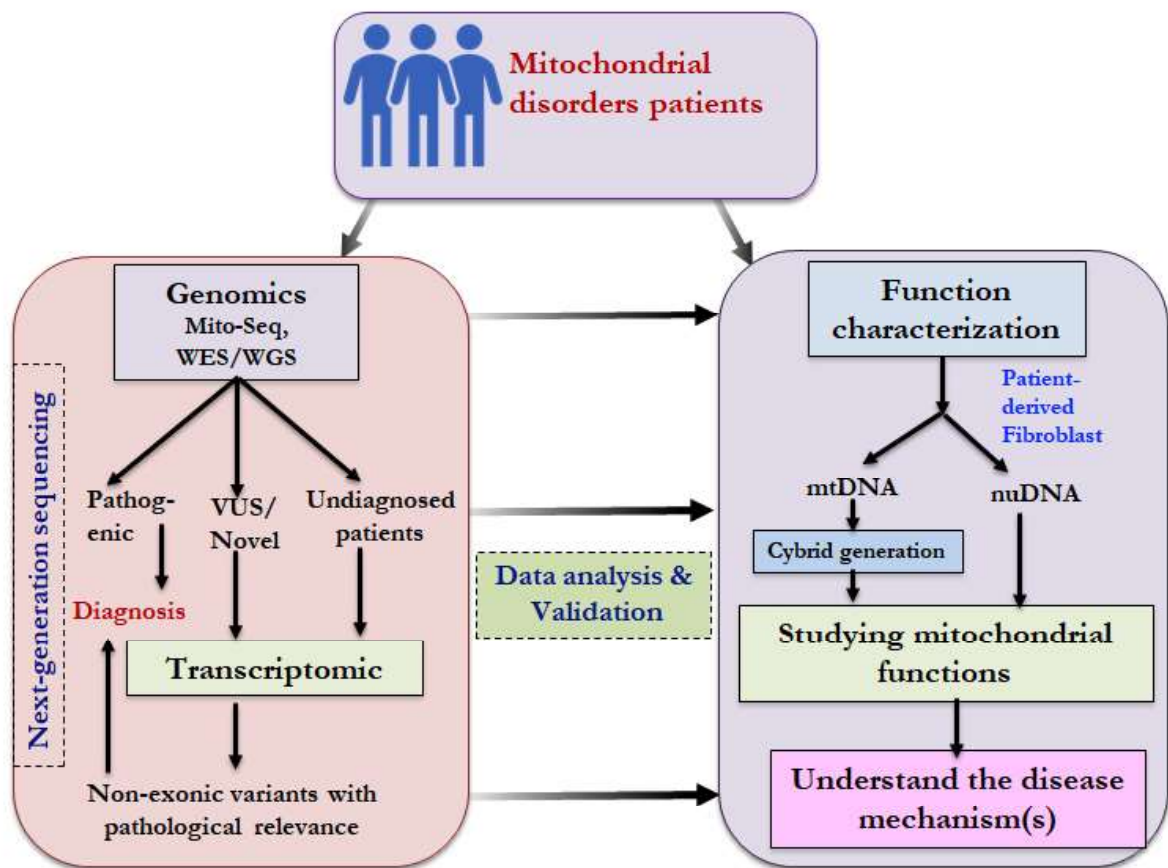 Mitochondrial
disorders patients
Genomics
Mito-Seq,
WES/WGS
Next-generation sequencing
Pathog-
enic
VUS/
Novel
Undiagnosed
patients
Diagnosis
Transcriptomic
Non-exonic variants with
pathological relevance
Data analysis &
Validation
Function
characterization
Patient-
derived
Fibroblast
mtDNA
nuDNA
Cybrid generation
Studying mitochondrial
functions
Understand the disease
mechanism(s)